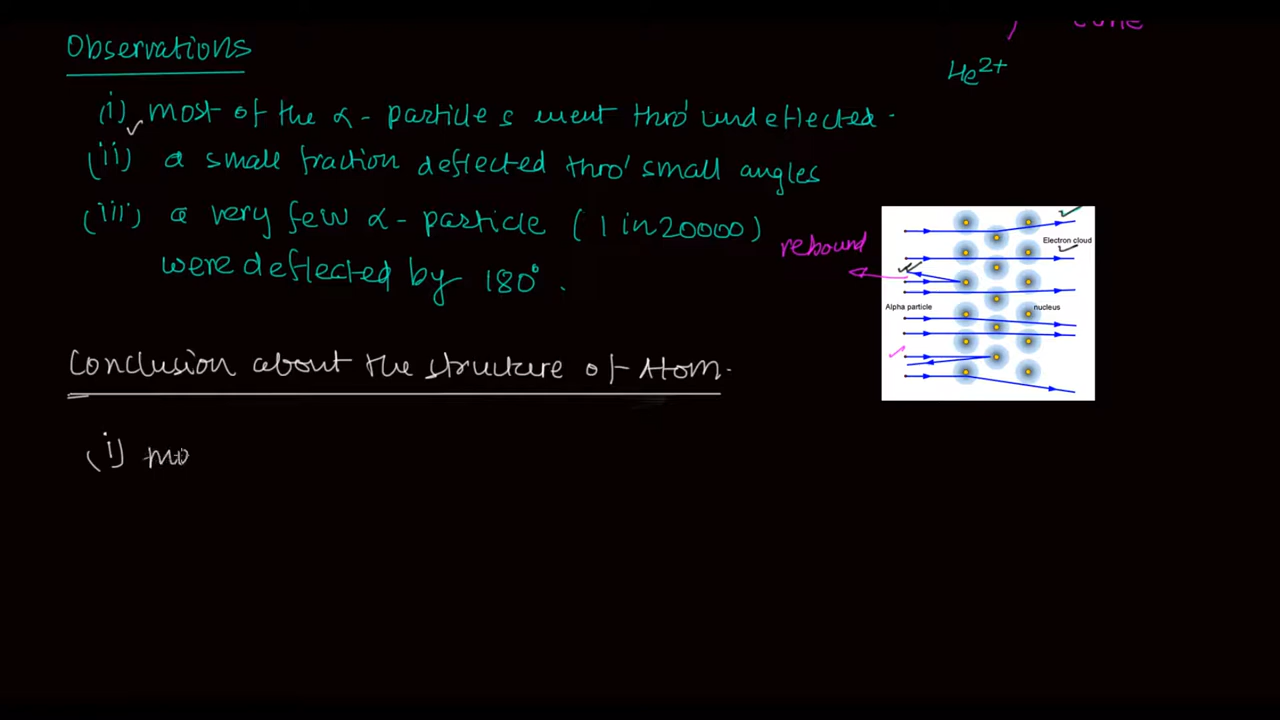 Observations
He2+
(i) most of the α- particles went thro' undeflected.
(ii) a small fraction deflected thro' small angles
(iii) a very few α- particle (1 in 20000)
were deflected by 180°.
rebound
Electron cloud
Alpha particle
nucleus
Conclusion about the structure of Atom.
(i) mo